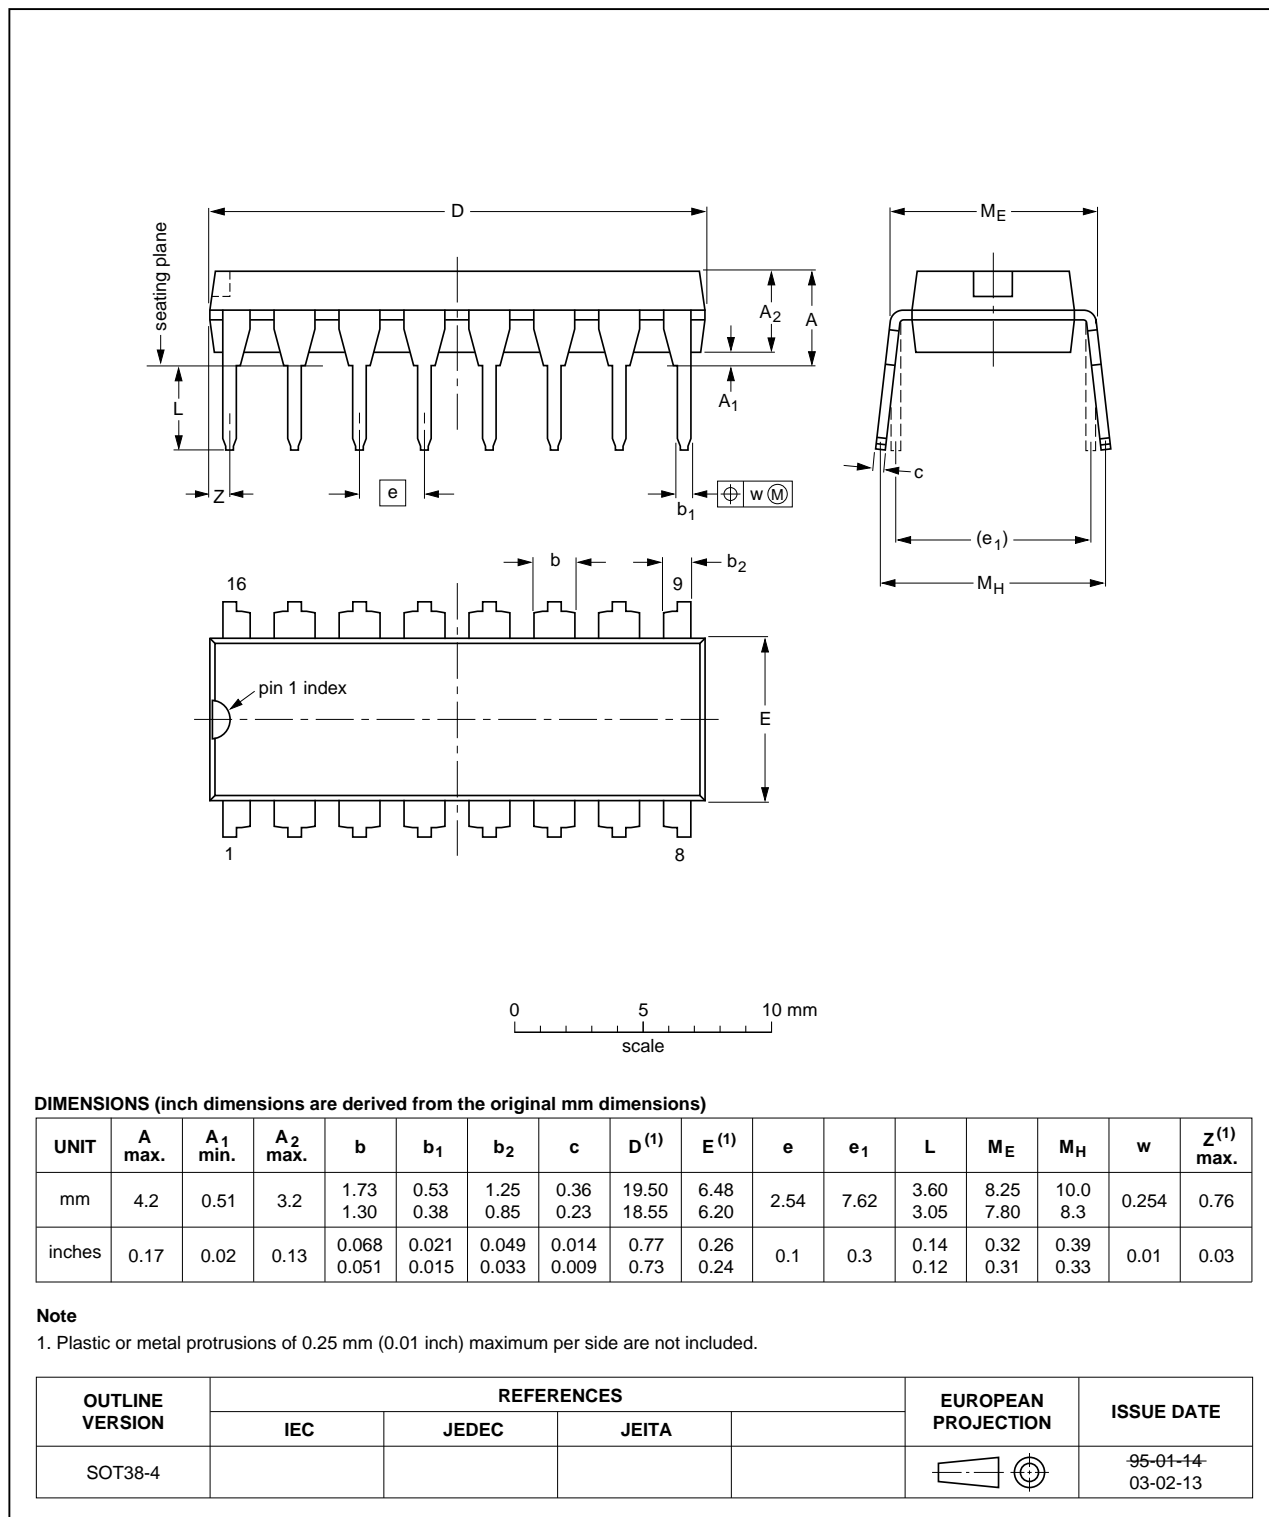 D
ME
seating plane
A2
A
A1
L
c
Z
e
b1
w M
(e1)
MH
b
b2
16
9
pin 1 index
E
1
8
0 5 10 mm
scale
DIMENSIONS (inch dimensions are derived from the original mm dimensions)
UNIT A max. A1 min. A2 max. b b1 b2 c D(1) E(1) e e1 L ME MH w Z(1) max.
mm 4.2 0.51 3.2 1.73 1.30 0.53 0.38 1.25 0.85 0.36 0.23 19.50 18.55 6.48 6.20 2.54 7.62 3.60 3.05 8.25 7.80 10.0 8.3 0.254 0.76
inches 0.17 0.02 0.13 0.068 0.051 0.021 0.015 0.049 0.033 0.014 0.009 0.77 0.73 0.26 0.24 0.1 0.3 0.14 0.12 0.32 0.31 0.39 0.33 0.01 0.03
Note
1. Plastic or metal protrusions of 0.25 mm (0.01 inch) maximum per side are not included.
OUTLINE VERSION REFERENCES EUROPEAN PROJECTION ISSUE DATE
IEC JEDEC JEITA
SOT38-4 95-01-14
03-02-13